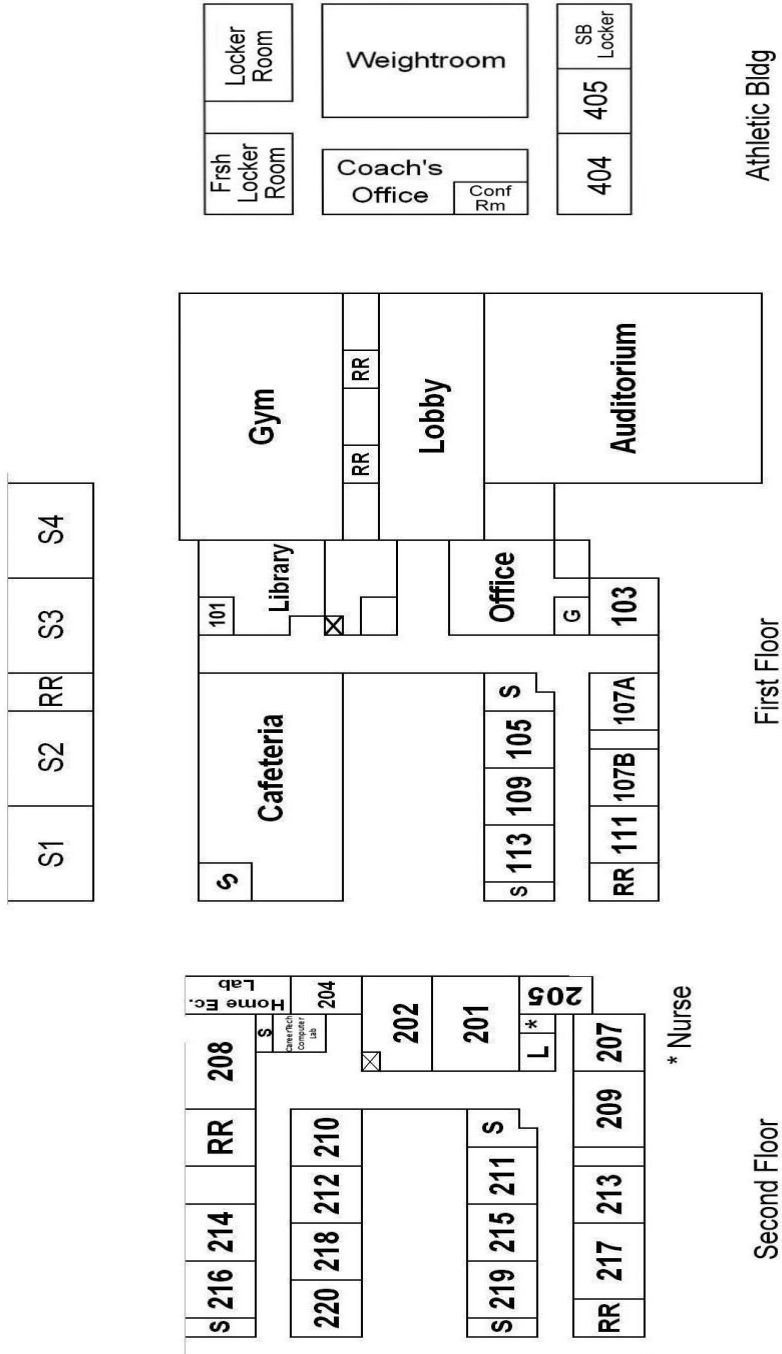 Locker
Room
Weightroom
SB
Locker
405
Frsh
Locker
Room
Coach's
Office
Conf
Rm
404
Athletic Bldg
S4
S3
RR
S2
S1
Gym
RR
RR
Lobby
Auditorium
101
Library
Office
G
103
Cafeteria
S
S
105
109
113
S
107A
107B
111
RR
First Floor
Home Ec.
Lab
204
202
201
205
S
CareerTech
Computer
Lab
L
*
208
RR
214
216
S
210
212
218
220
S
211
215
219
S
207
209
213
217
RR
* Nurse
Second Floor